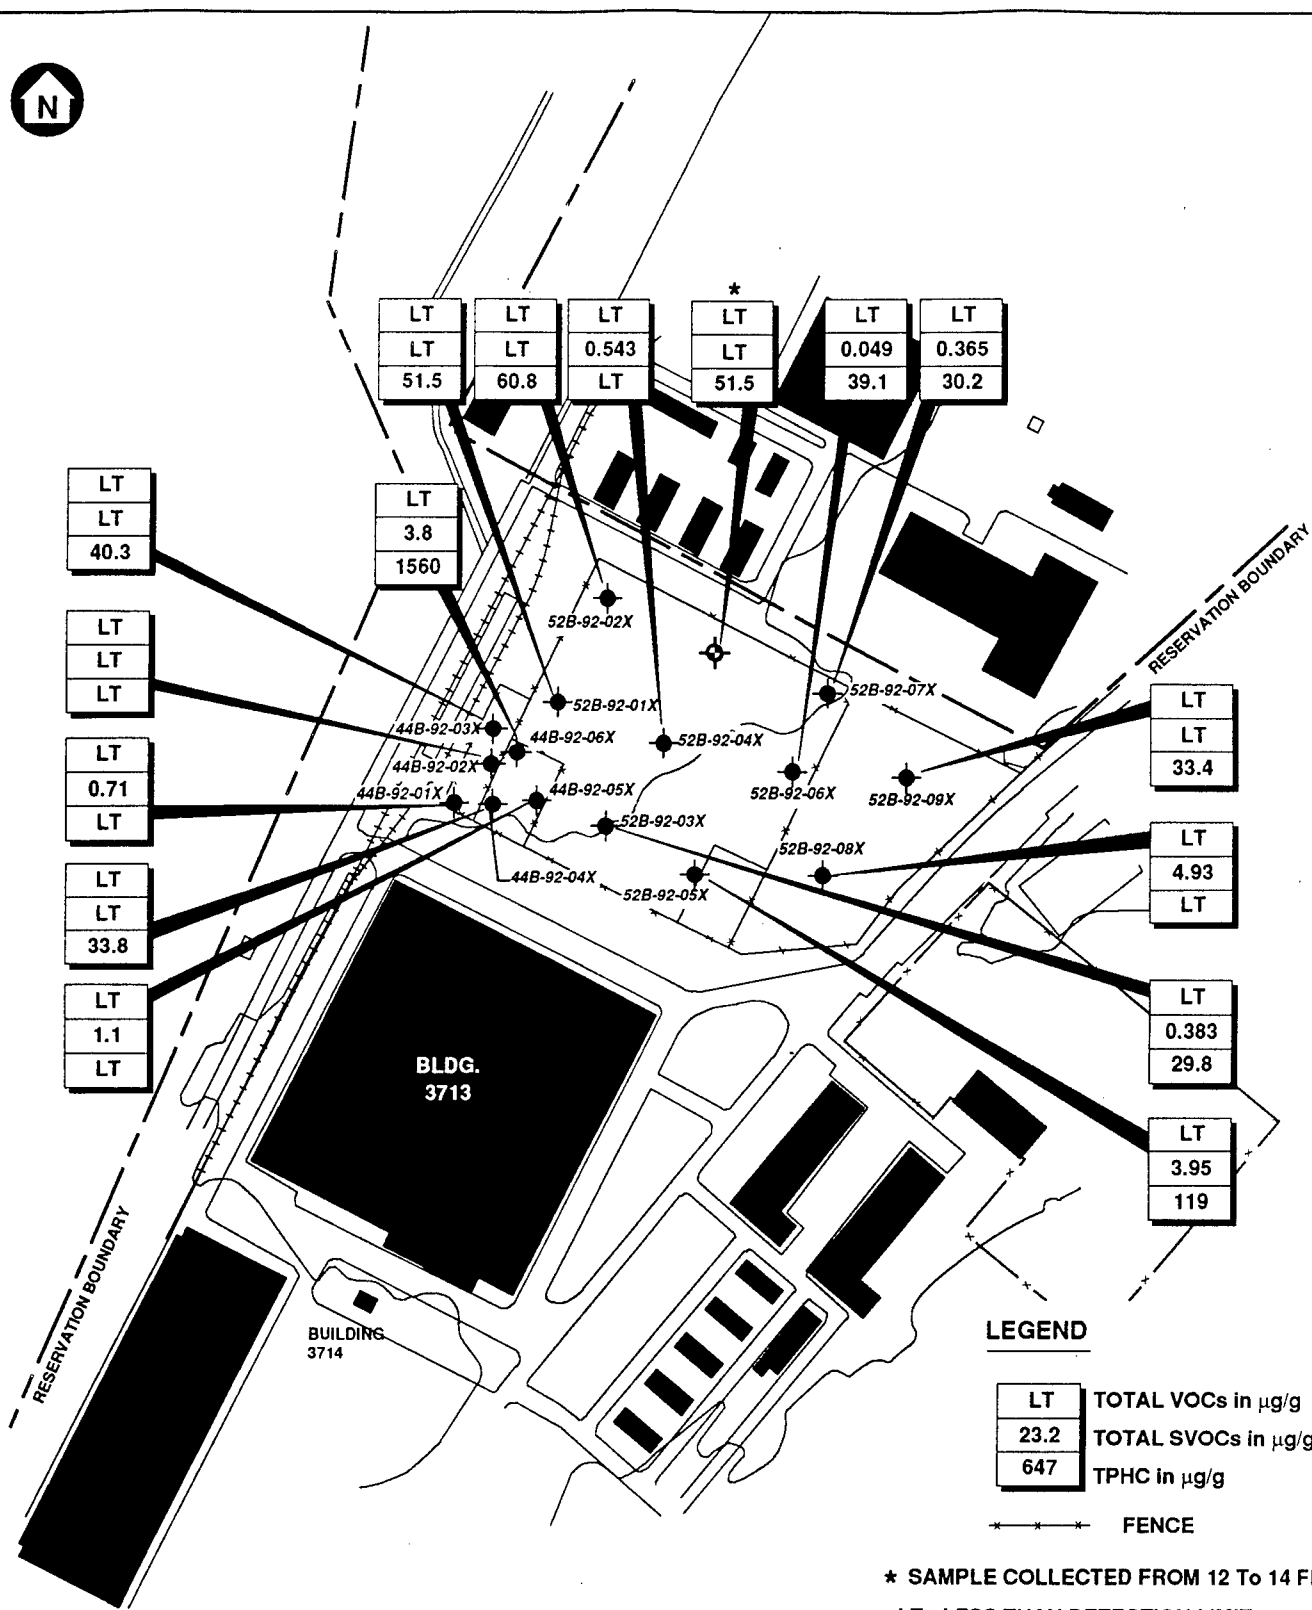 N
*
LT
LT
51.5
LT
LT
60.8
LT
0.543
LT
LT
LT
51.5
LT
0.049
39.1
LT
0.365
30.2
LT
LT
40.3
LT
3.8
1560
LT
LT
LT
LT
0.71
LT
LT
LT
33.8
LT
1.1
LT
RESERVATION BOUNDARY
52B-92-02X
52B-92-01X
52B-92-07X
44B-92-03X
44B-92-06X
52B-92-04X
44B-92-02X
44B-92-01X
44B-92-05X
52B-92-06X
52B-92-09X
52B-92-03X
52B-92-08X
44B-92-04X
52B-92-05X
LT
LT
33.4
LT
4.93
LT
LT
0.383
29.8
LT
3.95
119
BLDG.
3713
RESERVATION BOUNDARY
BUILDING
3714
LEGEND
LT TOTAL VOCs in µg/g
23.2 TOTAL SVOCs in µg/g
647 TPHC in µg/g
FENCE
* SAMPLE COLLECTED FROM 12 To 14